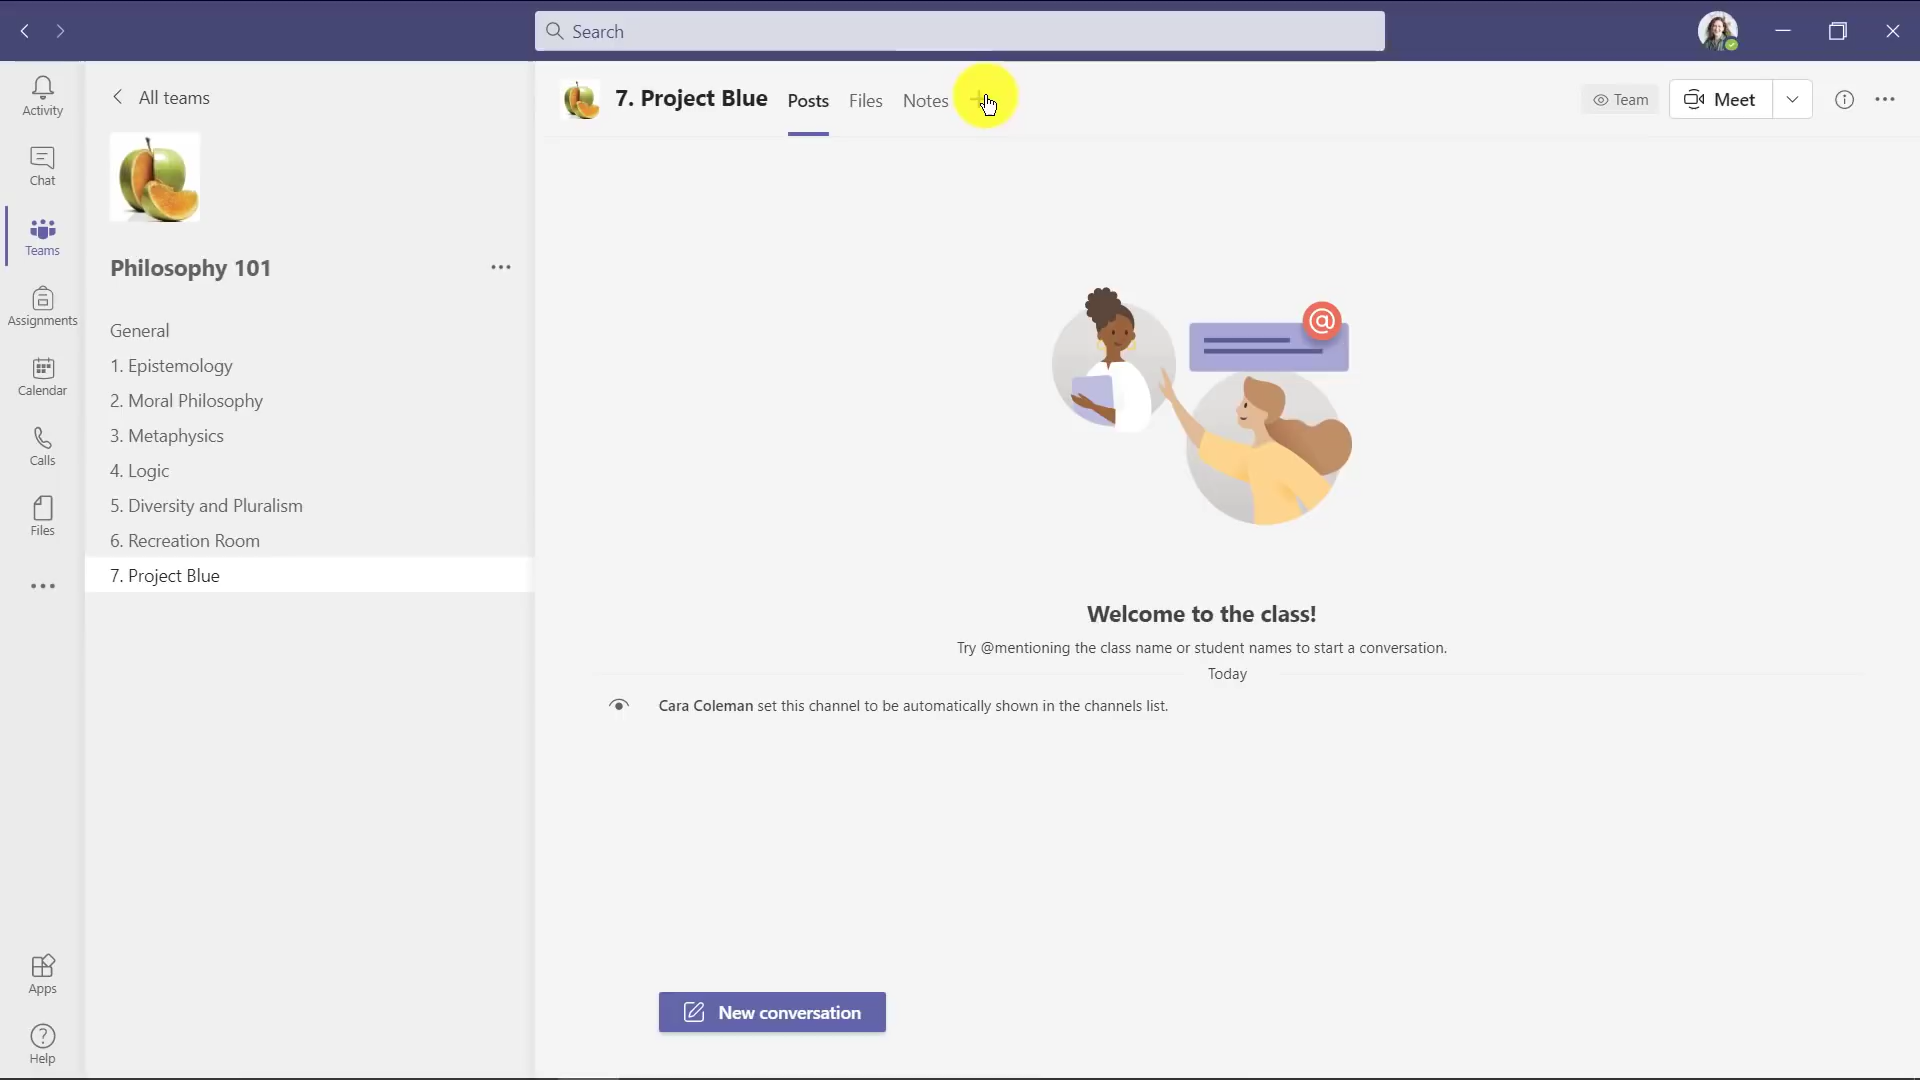 Search
Activity
Chat
Teams
Assignments
Calendar
Calls
Files
Apps
Help
All teams
Philosophy 101
General
1. Epistemology
2. Moral Philosophy
3. Metaphysics
4. Logic
5. Diversity and Pluralism
6. Recreation Room
7. Project Blue
7. Project Blue Posts Files Notes
Team Meet
@
Welcome to the class!
Try @mentioning the class name or student names to start a conversation.
Today
Cara Coleman set this channel to be automatically shown in the channels list.
New conversation